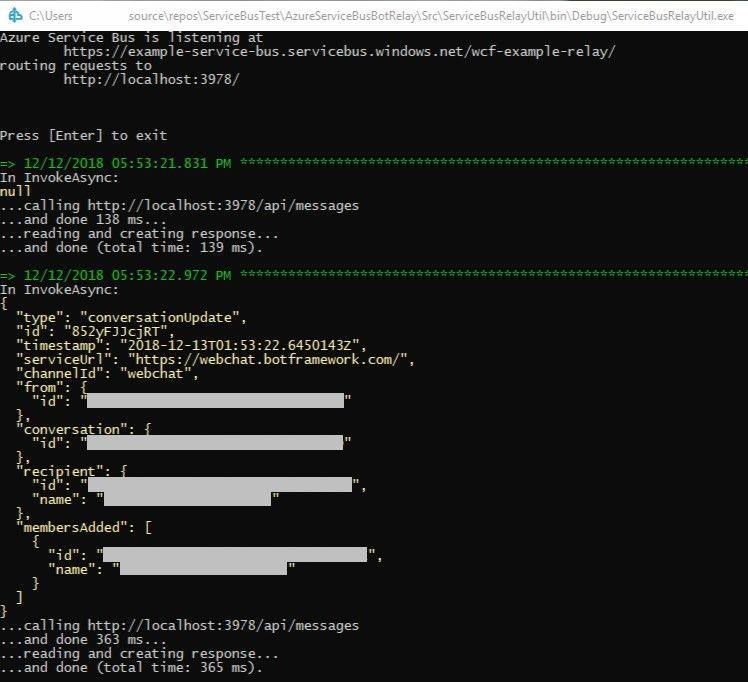 C:\Users source\repos\ServiceBusTest\AzureServiceBusBotRelay\Src\ServiceBusRelayUtil\bin\Debug\ServiceBusRelayUtil.exe
Azure Service Bus is listening at
https://example-service-bus.servicebus.windows.net/wcf-example-relay/
routing requests to
http://localhost:3978/
Press [Enter] to exit
=> 12/12/2018 05:53:21.831 PM ****************************************************************
In InvokeAsync:
null
...calling http://localhost:3978/api/messages
...and done 138 ms...
...reading and creating response...
...and done (total time: 139 ms).
=> 12/12/2018 05:53:22.972 PM ****************************************************************
In InvokeAsync:
{
"type": "conversationUpdate",
"id": "852yFJJcjRT",
"timestamp": "2018-12-13T01:53:22.6450143Z",
"serviceUrl": "https://webchat.botframework.com/",
"channelId": "webchat",
"from": {
"id": " "
},
"conversation": {
"id": " "
},
"recipient": {
"id": " ",
"name": " "
},
"membersAdded": [
{
"id": " ",
"name": " "
}
]
}
...calling http://localhost:3978/api/messages
...and done 363 ms...
...reading and creating response...
...and done (total time: 365 ms).